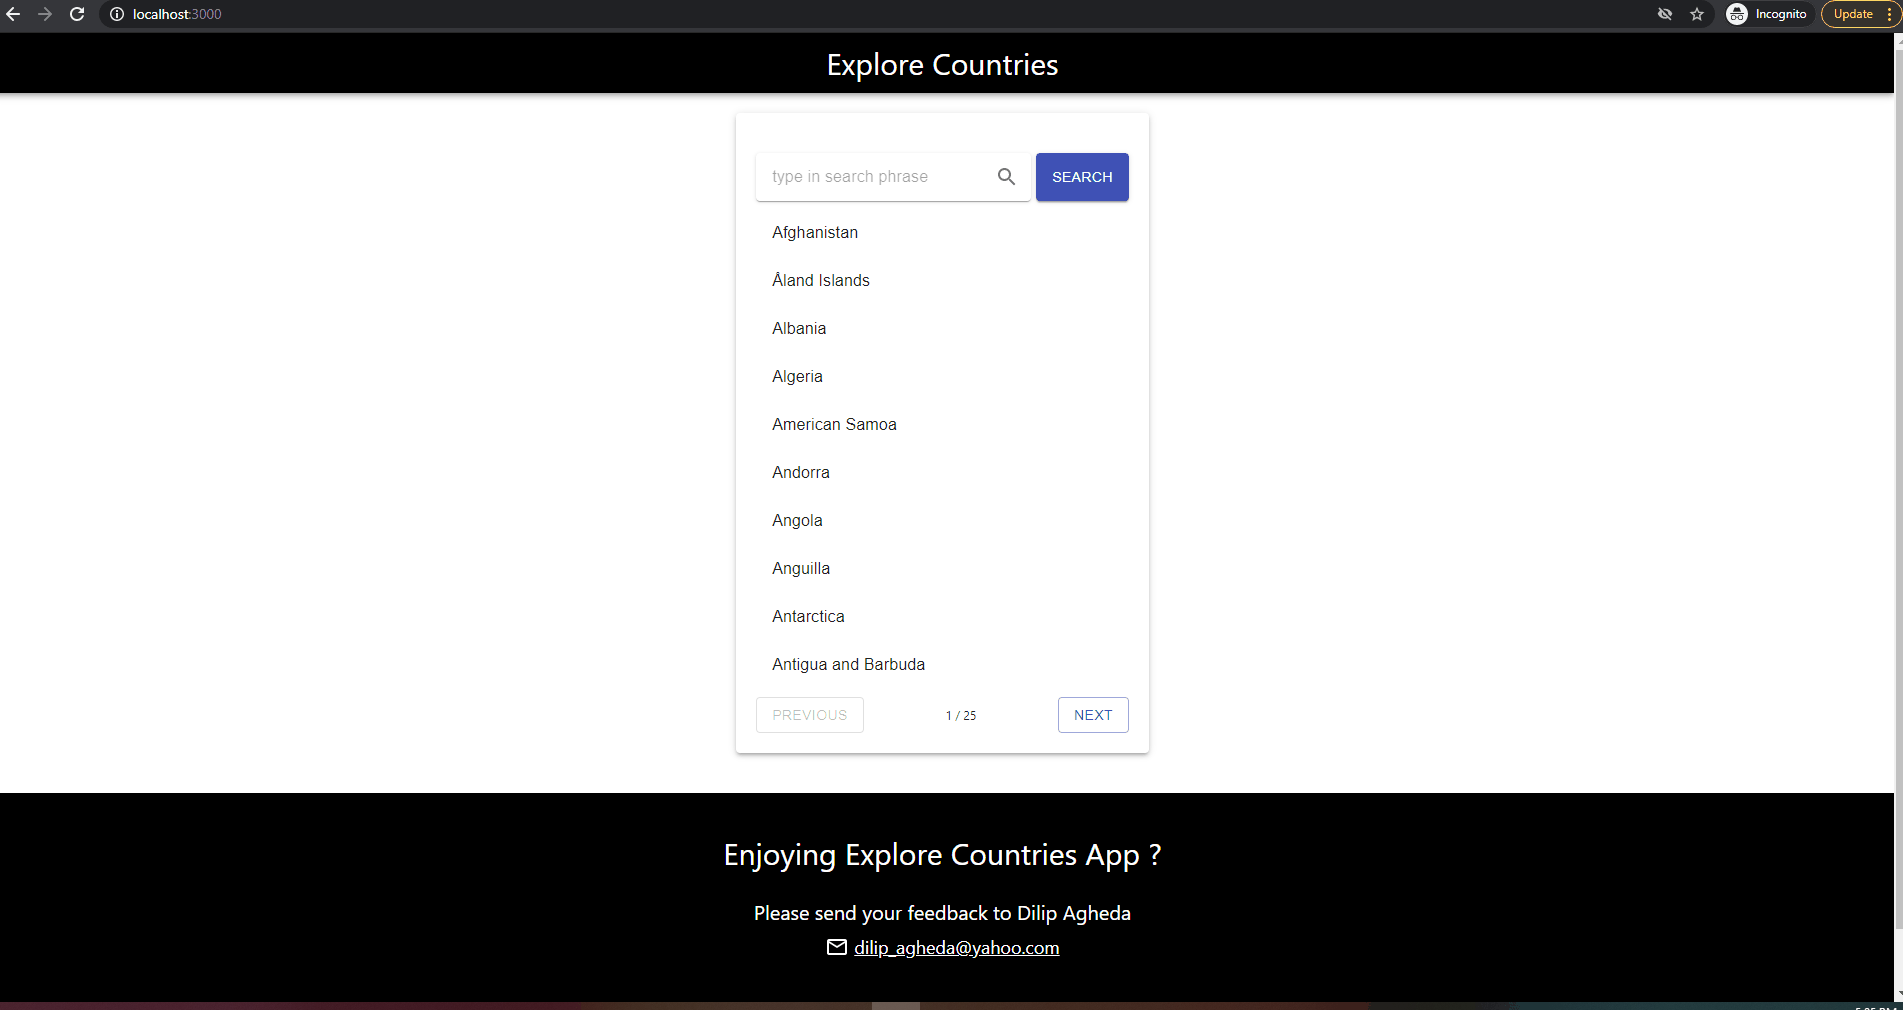 localhost:3000
Incognito
Update
Explore Countries
type in search phrase
SEARCH
Afghanistan
Åland Islands
Albania
Algeria
American Samoa
Andorra
Angola
Anguilla
Antarctica
Antigua and Barbuda
PREVIOUS
1 / 25
NEXT
Enjoying Explore Countries App ?
Please send your feedback to Dilip Agheda
dilip_agheda@yahoo.com